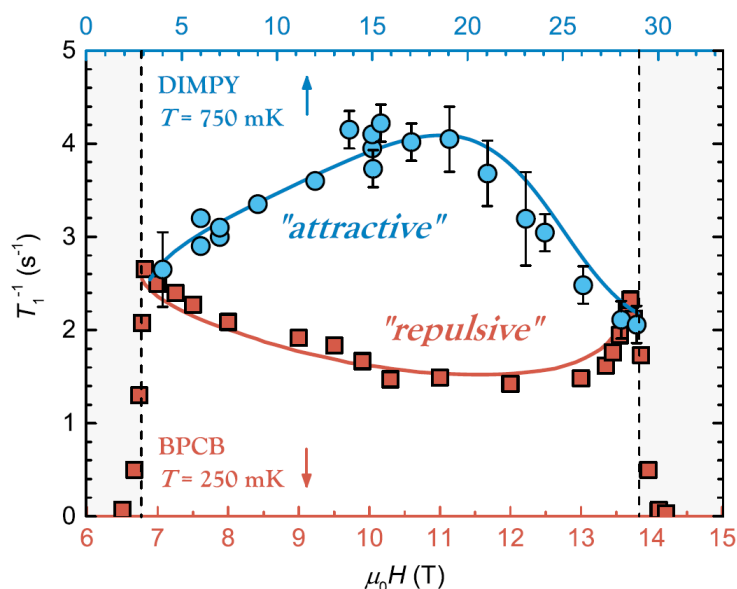 0 5 10 15 20 25 30
5
4
3
2
1
0
T₁⁻¹ (s⁻¹)
DIMPY
T = 750 mK
"attractive"
"repulsive"
BPCB
T = 250 mK
6 7 8 9 10 11 12 13 14 15
μ₀H (T)